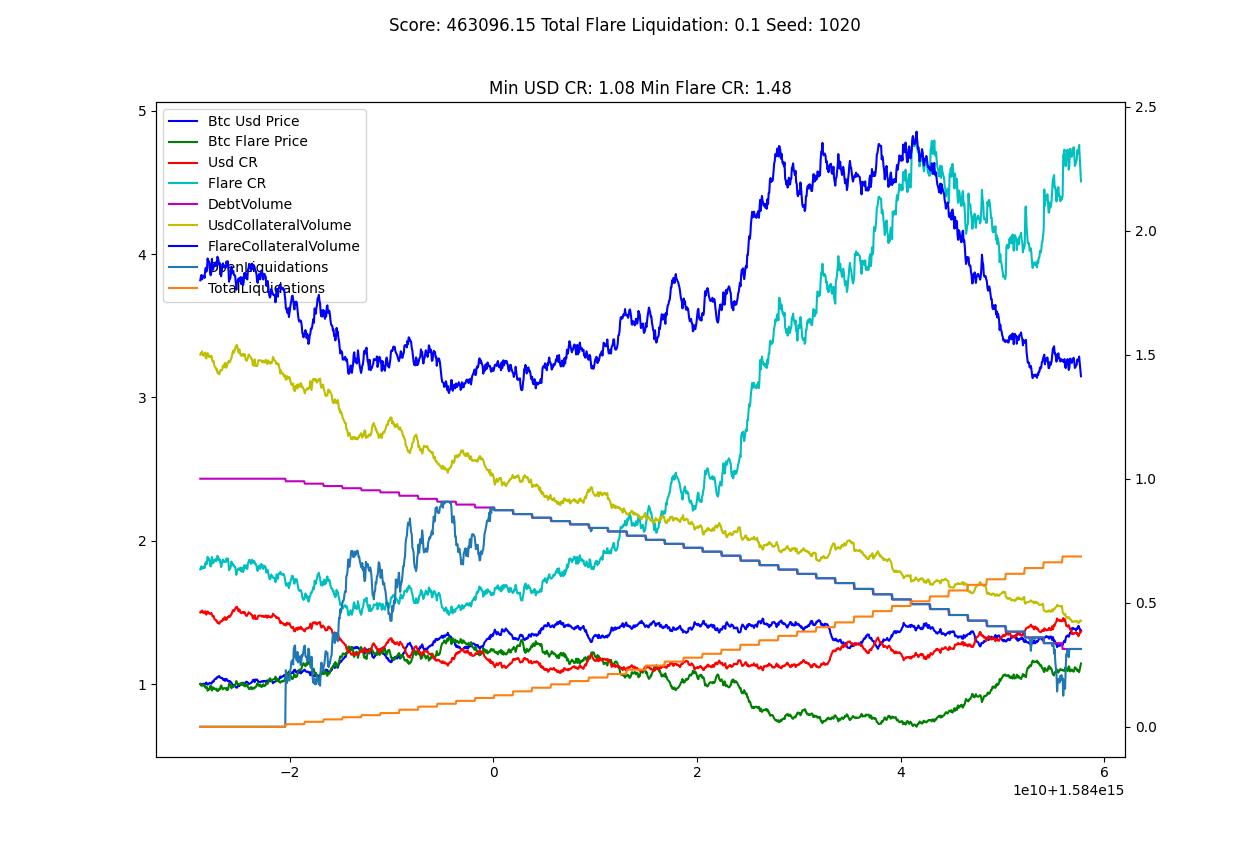 Score: 463096.15 Total Flare Liquidation: 0.1 Seed: 1020
Min USD CR: 1.08 Min Flare CR: 1.48
Btc Usd Price
Btc Flare Price
Usd CR
Flare CR
DebtVolume
UsdCollateralVolume
FlareCollateralVolume
OpenLiquidations
TotalLiquidations
5
4
3
2
1
2.5
2.0
1.5
1.0
0.5
0.0
−2
0
2
4
6
1e10+1.584e15